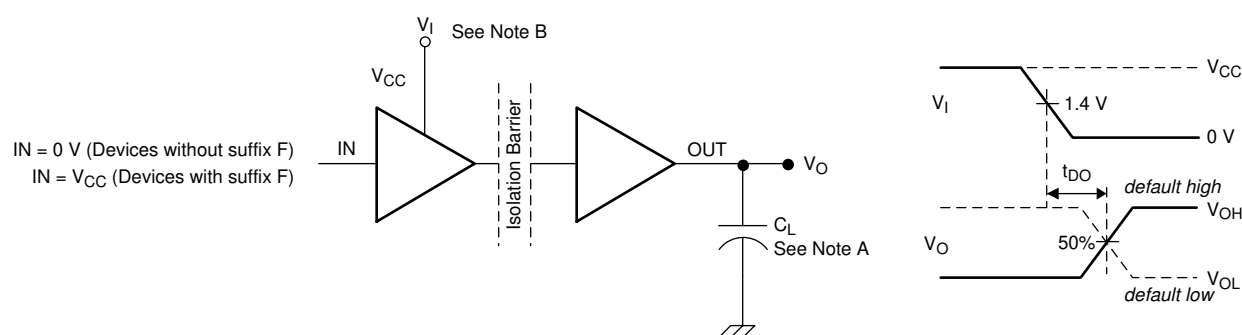 V_I
See Note B
V_CC
IN = 0 V (Devices without suffix F)
IN = V_CC (Devices with suffix F)
IN
Isolation Barrier
OUT
V_O
C_L
See Note A
V_CC
V_I
1.4 V
0 V
t_DO
default high
V_OH
V_O
50%
V_OL
default low